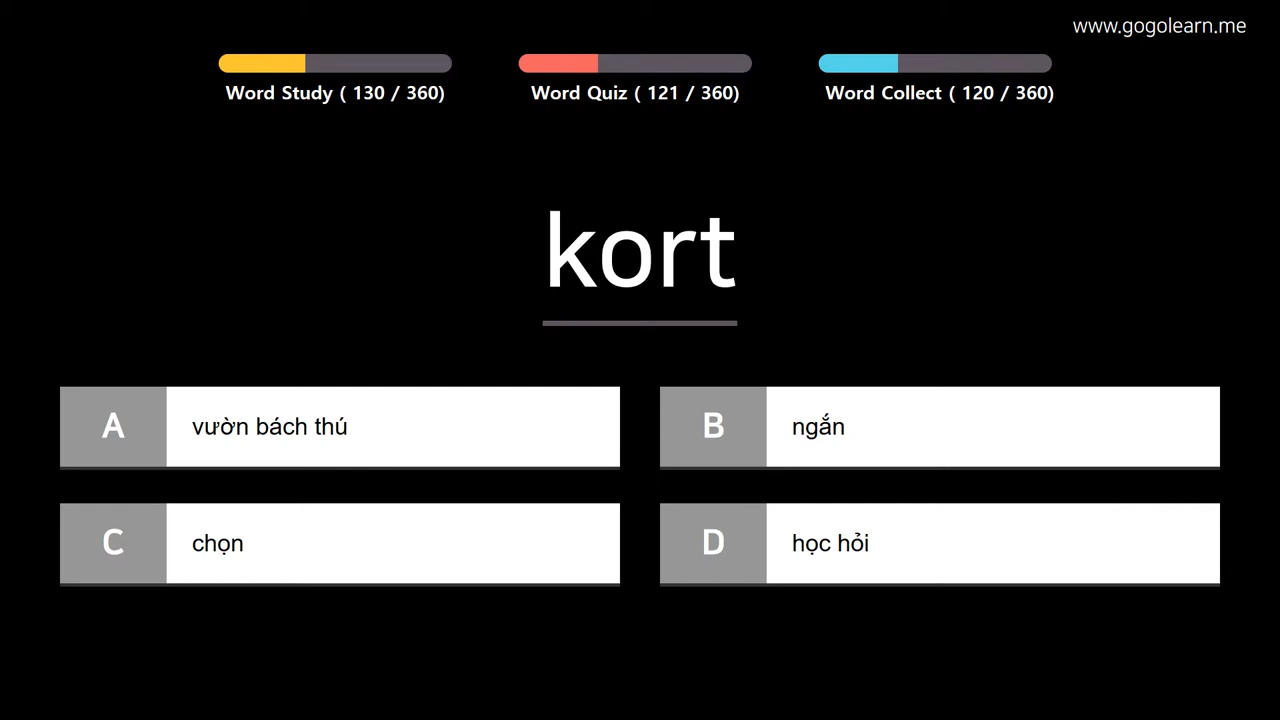 www.gogolearn.me
Word Study ( 130 / 360)
Word Quiz ( 121 / 360)
Word Collect ( 120 / 360)
kort
A vườn bách thú
B ngắn
C chọn
D học hỏi